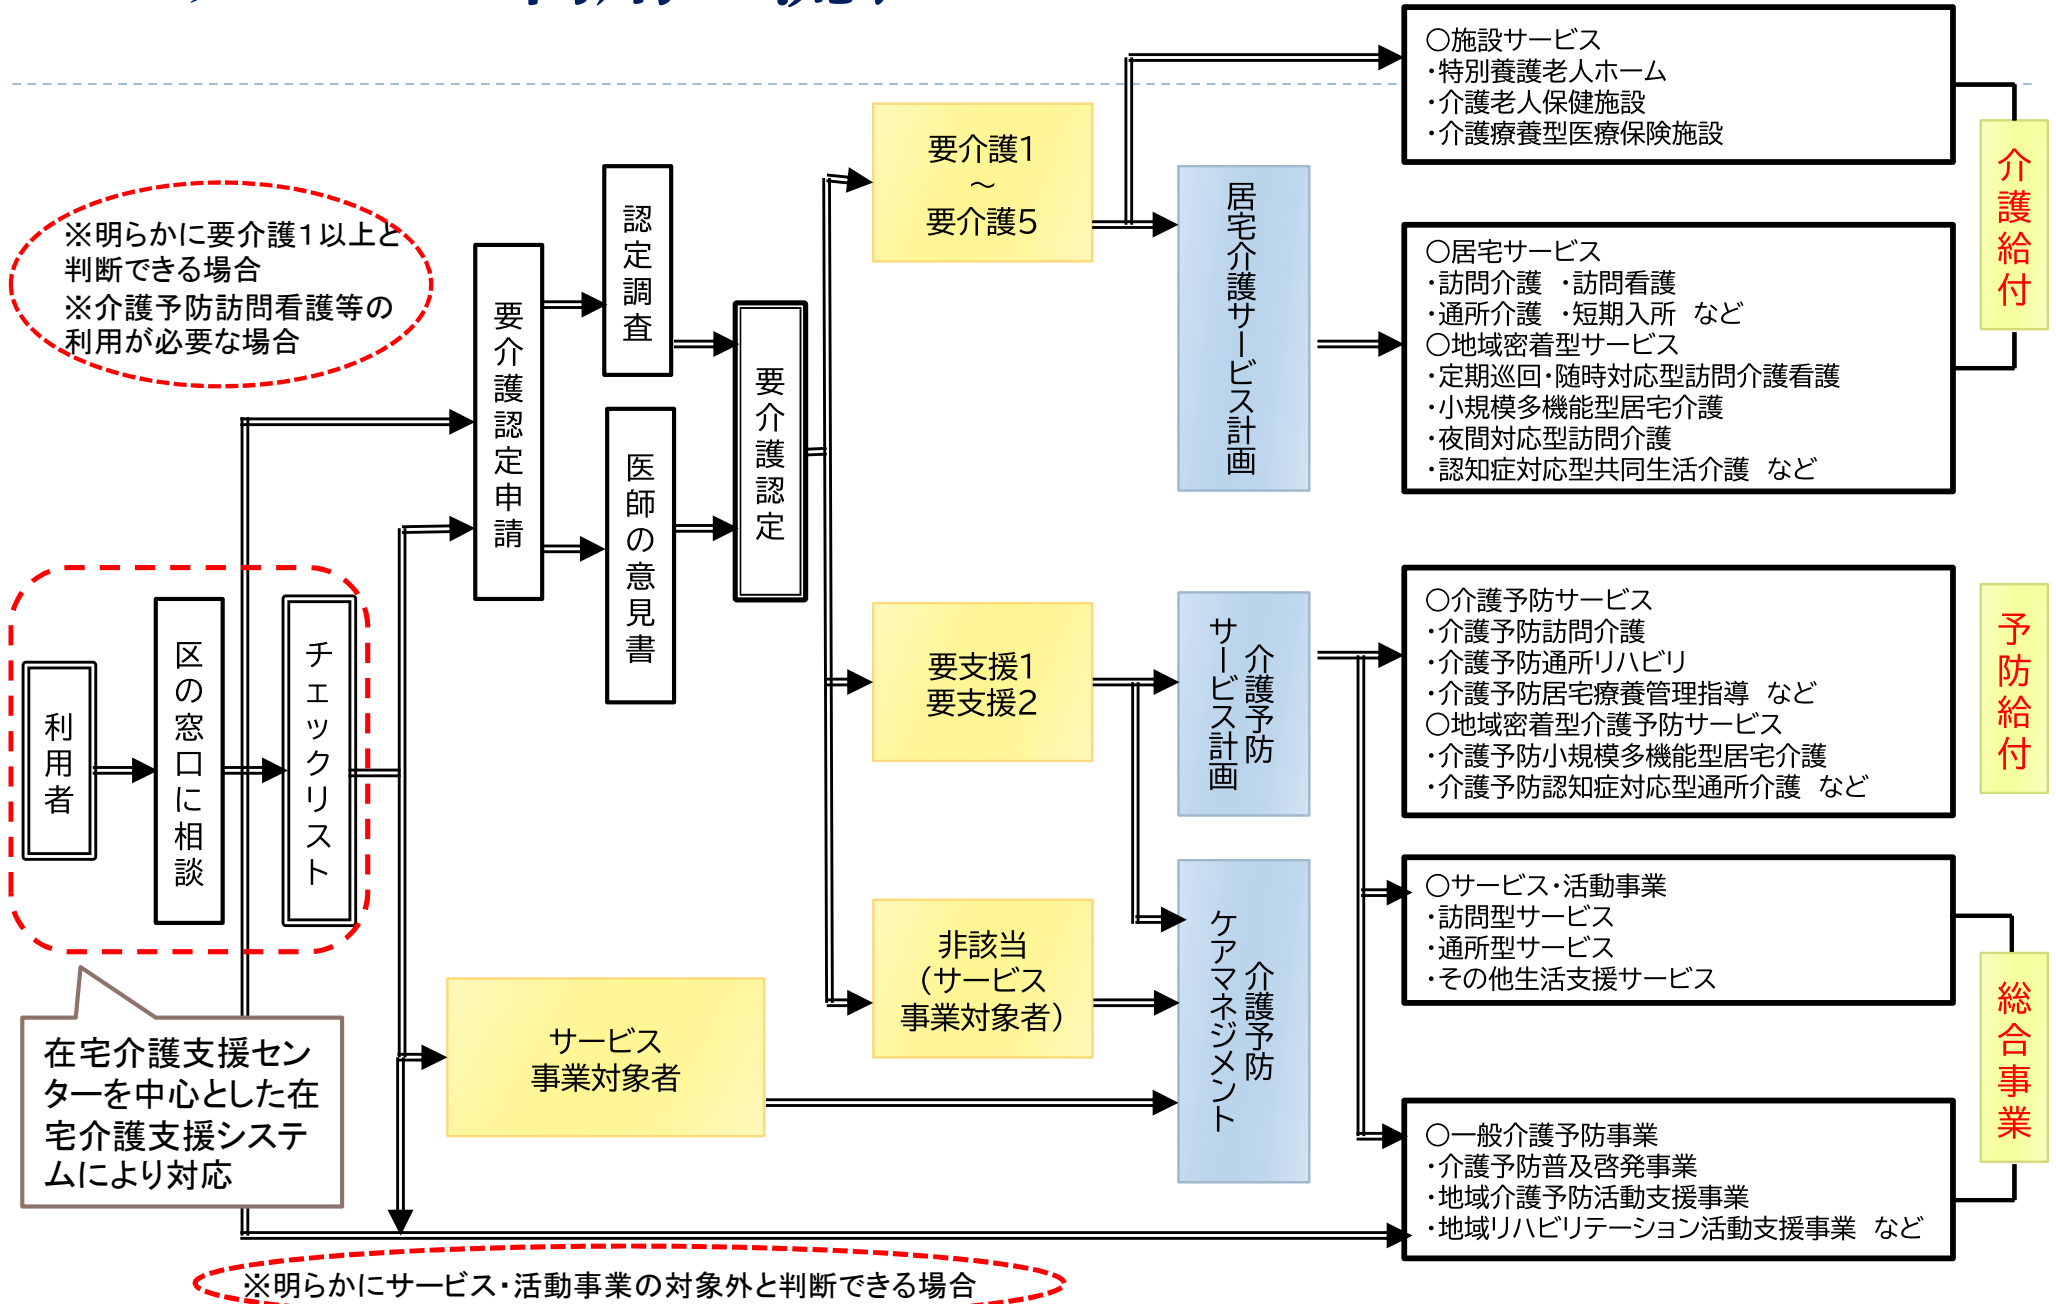 ○施設サービス
・特別養護老人ホーム
・介護老人保健施設
・介護療養型医療保険施設
介護給付
要介護1
～
要介護5
居宅介護サービス計画
認定調査
※明らかに要介護１以上と
判断できる場合
※介護予防訪問看護等の
利用が必要な場合
要介護認定申請
要介護認定
医師の意見書
○居宅サービス
・訪問介護　・訪問看護
・通所介護　・短期入所　など
○地域密着型サービス
・定期巡回・随時対応型訪問介護看護
・小規模多機能型居宅介護
・夜間対応型訪問介護
・認知症対応型共同生活介護　など
利用者
区の窓口に相談
チェックリスト
要支援1
要支援2
介護予防
サービス計画
○介護予防サービス
・介護予防訪問介護
・介護予防通所リハビリ
・介護予防居宅療養管理指導　など
○地域密着型介護予防サービス
・介護予防小規模多機能型居宅介護
・介護予防認知症対応型通所介護　など
予防給付
非該当
（サービス
事業対象者）
介護予防
ケアマネジメント
○サービス・活動事業
・訪問型サービス
・通所型サービス
・その他生活支援サービス
総合事業
サービス
事業対象者
在宅介護支援セン
ターを中心とした在
宅介護支援システ
ムにより対応
○一般介護予防事業
・介護予防普及啓発事業
・地域介護予防活動支援事業
・地域リハビリテーション活動支援事業　など
※明らかにサービス・活動事業の対象外と判断できる場合